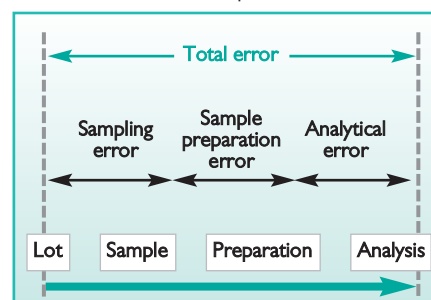 Total error
Sampling
error
Sample
preparation
error
Analytical
error
Lot
Sample
Preparation
Analysis